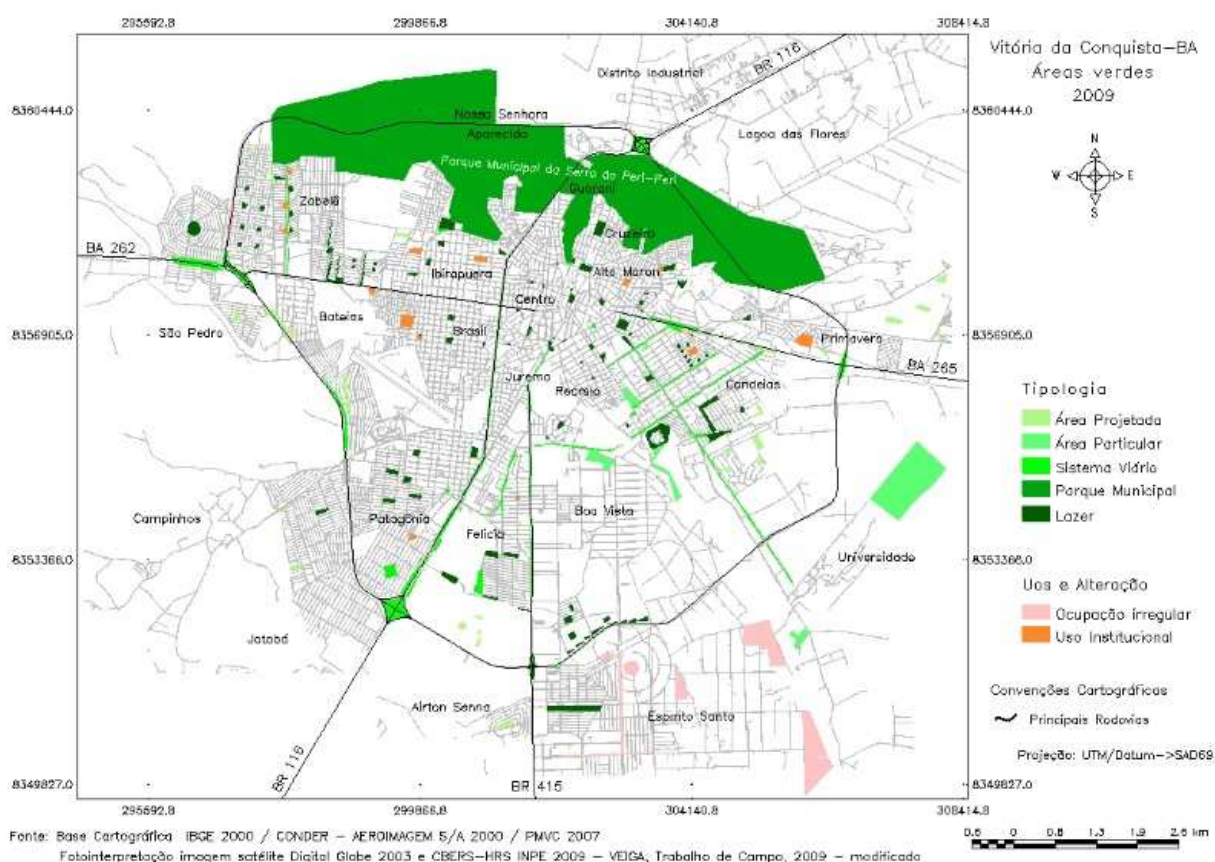 295592.8 299866.8 304140.8 308414.8
Vitória da Conquista-BA
Áreas verdes
2009
8360444.0
8360444.0
N
W E
S
Distrito Industrial
BR 116
Nossa Senhora
Aparecida
Lagoa das Flores
Parque Municipal da Serra do Peri-Peri
Guarani
Zabelê
Cruzeiro
BA 262
Ibirapuera
Alto Maron
Centro
São Pedro
Bateias
Brasil
Primavera
8356905.0
8356905.0
BA 265
Jurema
Recreio
Candeias
Tipologia
Área Projetada
Área Particular
Sistema Viário
Parque Municipal
Lazer
Campinhos
Patagônia
Felícia
Boa Vista
Universidade
8353366.0
8353366.0
Uos e Alteração
Ocupação irregular
Uso Institucional
Jatobá
Airton Senna
Espirito Santo
Convenções Cartográficas
Principais Rodovias
Projeção: UTM/Datum->SAD69
BR 116
BR 415
8349827.0
8349827.0
295592.8 299866.8 304140.8 308414.8
0.6 0 0.6 1.3 1.9 2.6 km
Fonte: Base Cartográfica IBGE 2000 / CONDER - AEROIMAGEM S/A 2000 / PMVC 2007
Fotointerpretação imagem satélite Digital Globe 2003 e CBERS-HRS INPE 2009 - VEIGA, Trabalho de Campo, 2009 - modificado